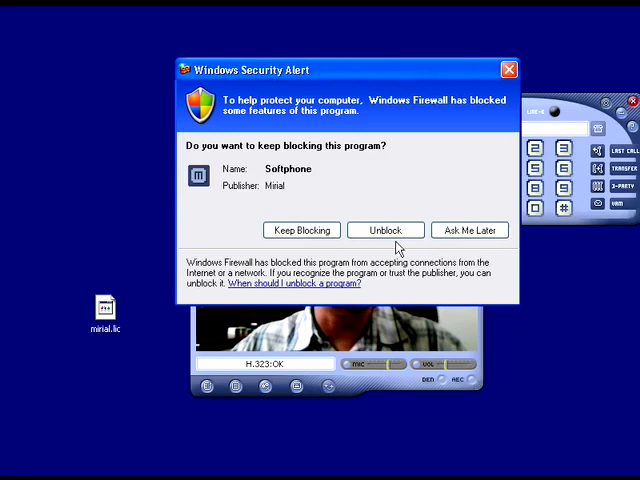 Windows Security Alert
To help protect your computer, Windows Firewall has blocked
some features of this program.
Do you want to keep blocking this program?
Name: Softphone
Publisher: Mirial
Keep Blocking
Unblock
Ask Me Later
Windows Firewall has blocked this program from accepting connections from the
Internet or a network. If you recognize the program or trust the publisher, you can
unblock it. When should I unblock a program?
LINE-0
2 3
5 6
8 9
0 #
LAST CALL
TRANSFER
3-PARTY
mirial.lic
H.323:OK
MIC
VOL
DEN
AEC